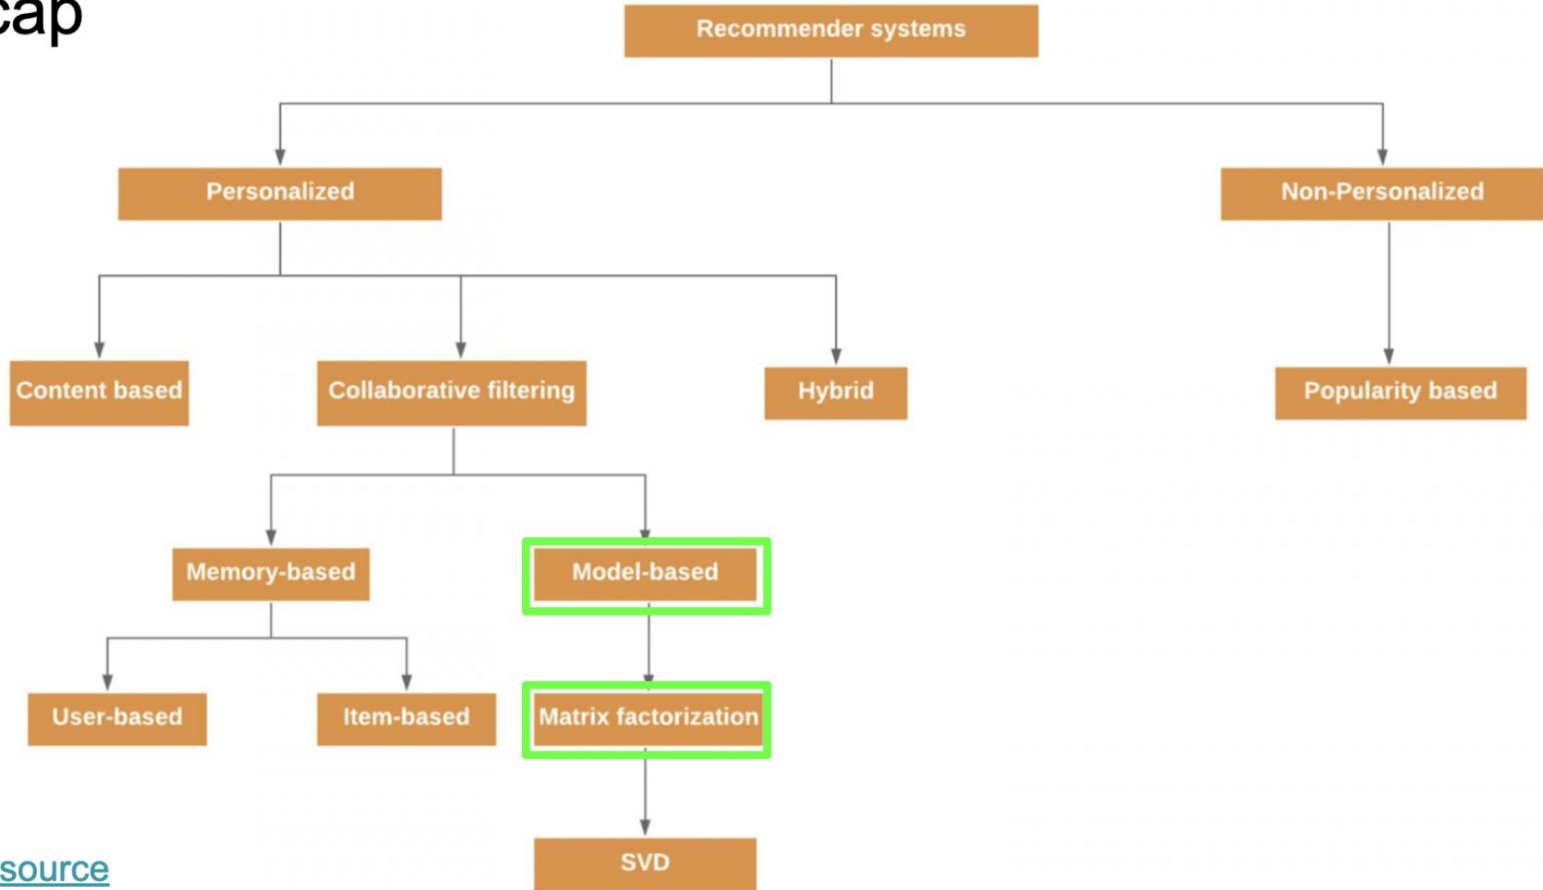 cap
Recommender systems
Personalized
Non-Personalized
Content based
Collaborative filtering
Hybrid
Popularity based
Memory-based
Model-based
User-based
Item-based
Matrix factorization
SVD
source